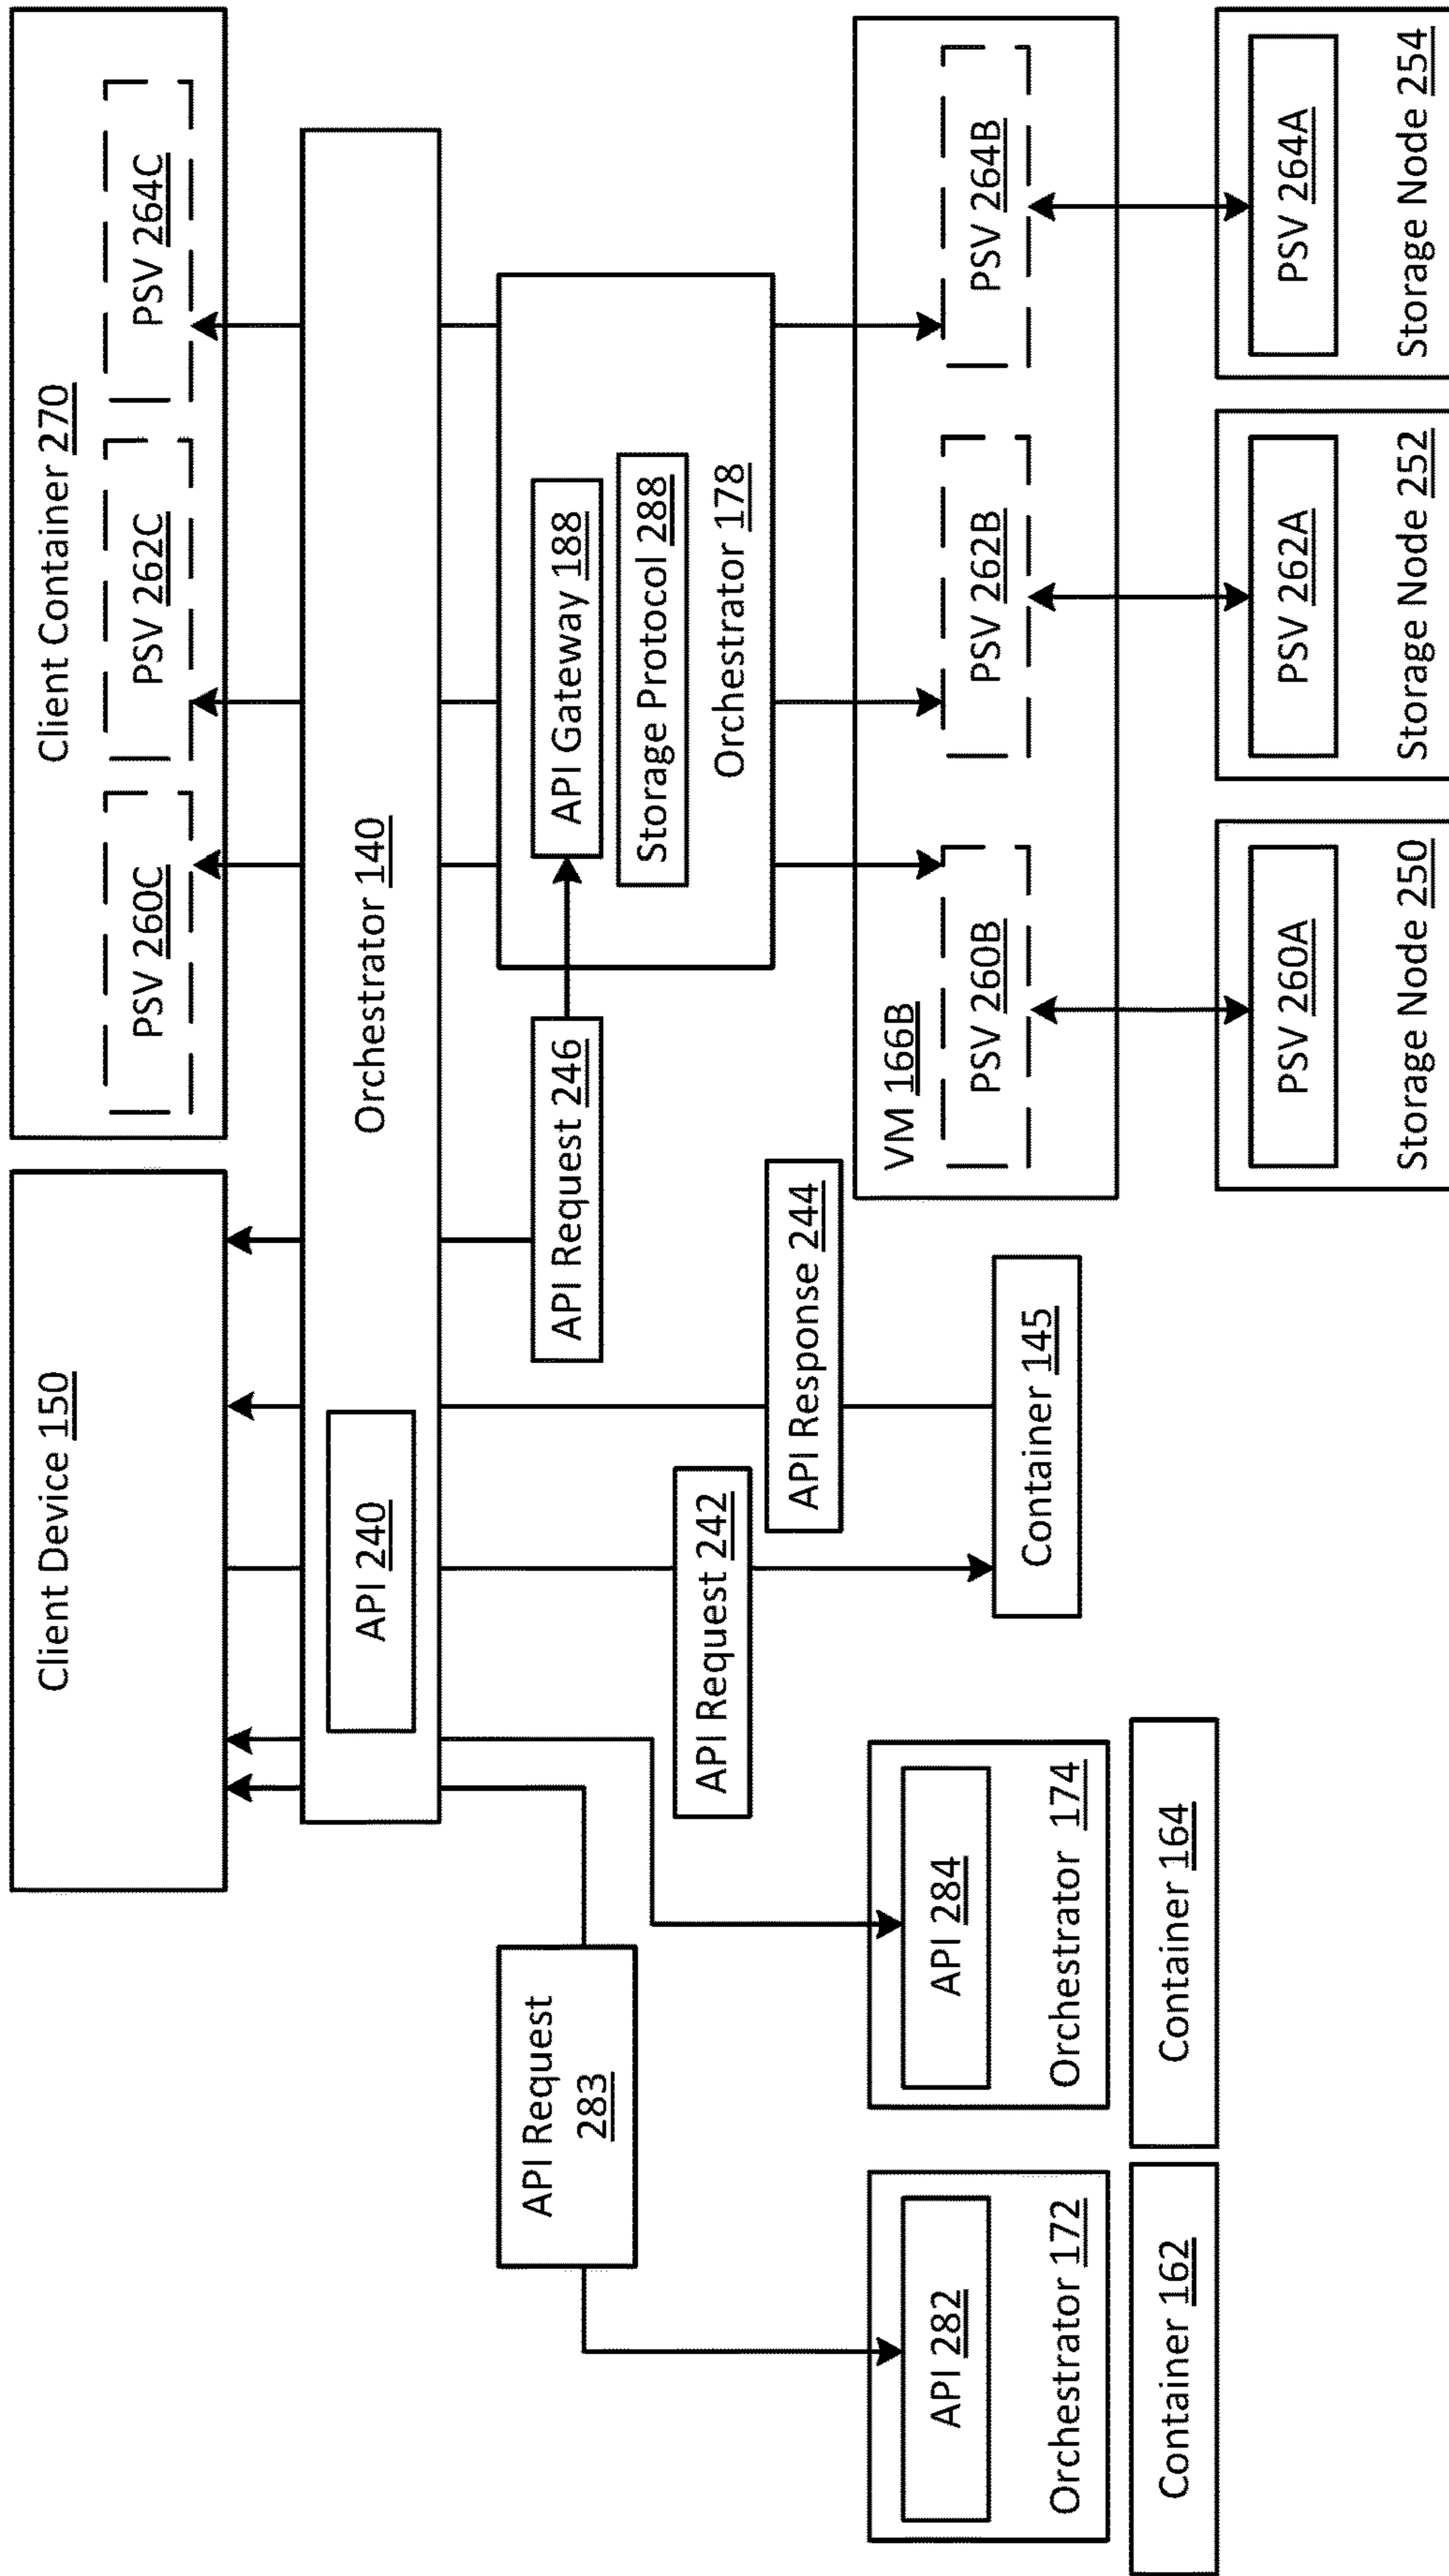 Client Device 150
Client Container 270
PSV 260C
PSV 262C
PSV 264C
Orchestrator 140
API 240
API Request
283
API Request 246
API Gateway 188
Storage Protocol 288
Orchestrator 178
API Request 242
API Response 244
API 282
Orchestrator 172
API 284
Orchestrator 174
VM 166B
PSV 260B
PSV 262B
PSV 264B
Container 145
Container 162
Container 164
PSV 260A
Storage Node 250
PSV 262A
Storage Node 252
PSV 264A
Storage Node 254